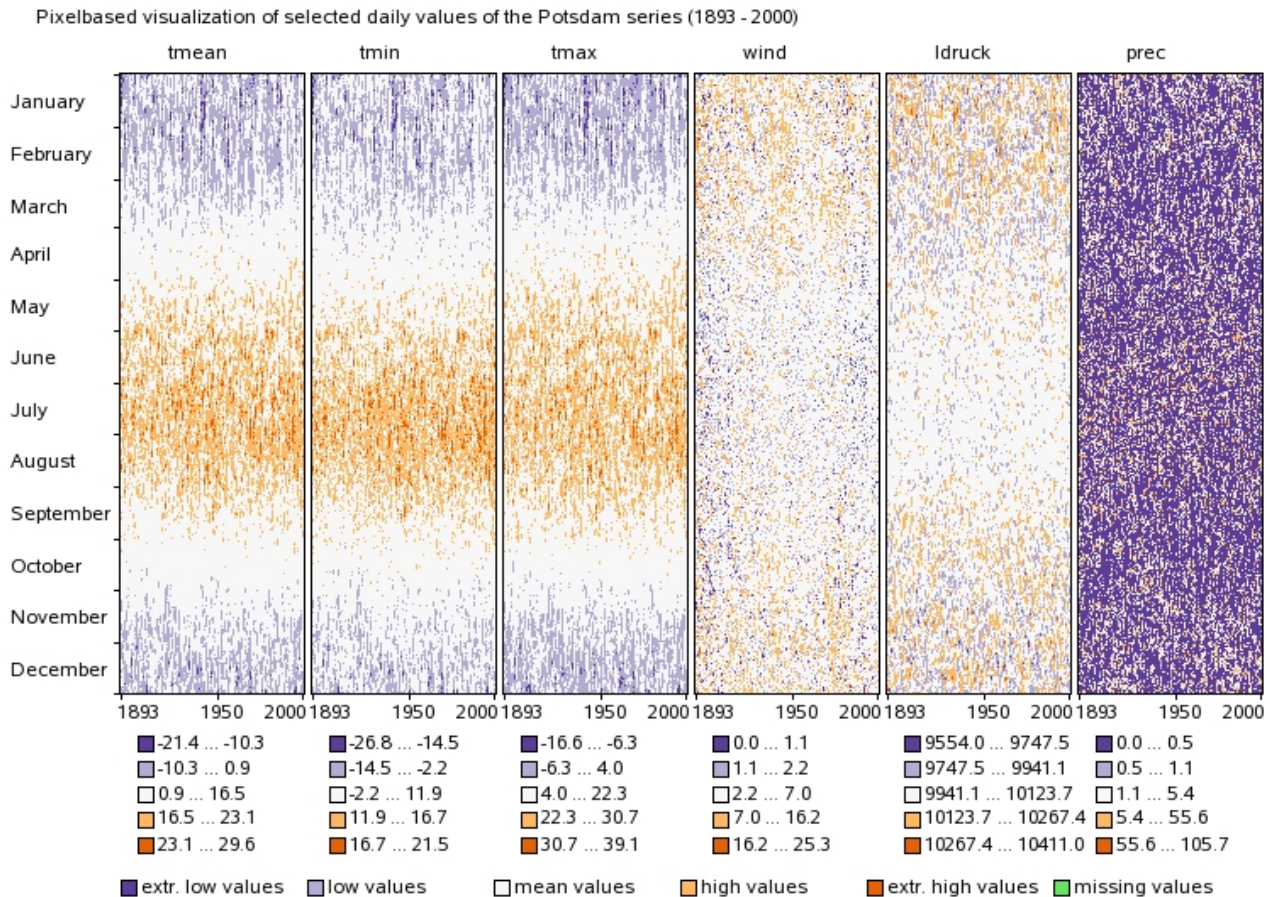 Pixelbased visualization of selected daily values of the Potsdam series (1893 - 2000)
tmean tmin tmax wind ldruck prec
January
February
March
April
May
June
July
August
September
October
November
December
1893 1950 2000 1893 1950 2000 1893 1950 2000 1893 1950 2000 1893 1950 2000 1893 1950 2000
-21.4 ... -10.3 -26.8 ... -14.5 -16.6 ... -6.3 0.0 ... 1.1 9554.0 ... 9747.5 0.0 ... 0.5
-10.3 ... 0.9 -14.5 ... -2.2 -6.3 ... 4.0 1.1 ... 2.2 9747.5 ... 9941.1 0.5 ... 1.1
0.9 ... 16.5 -2.2 ... 11.9 4.0 ... 22.3 2.2 ... 7.0 9941.1 ... 10123.7 1.1 ... 5.4
16.5 ... 23.1 11.9 ... 16.7 22.3 ... 30.7 7.0 ... 16.2 10123.7 ... 10267.4 5.4 ... 55.6
23.1 ... 29.6 16.7 ... 21.5 30.7 ... 39.1 16.2 ... 25.3 10267.4 ... 10411.0 55.6 ... 105.7
extr. low values low values mean values high values extr. high values missing values